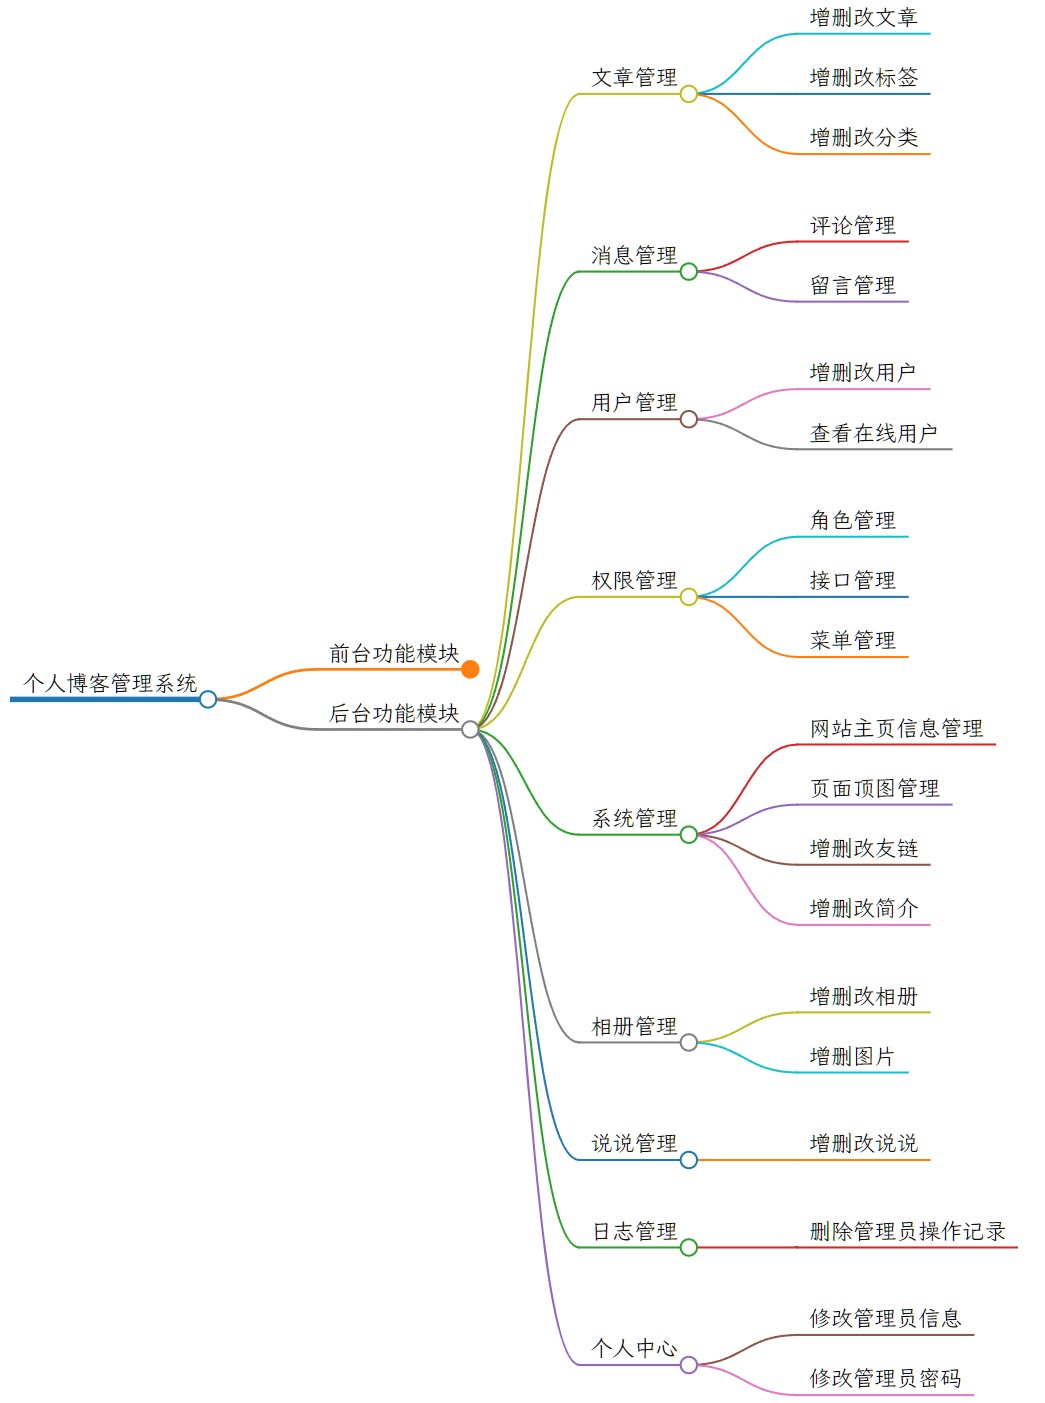 个人博客管理系统
前台功能模块
后台功能模块
文章管理
增删改文章
增删改标签
增删改分类
消息管理
评论管理
留言管理
用户管理
增删改用户
查看在线用户
权限管理
角色管理
接口管理
菜单管理
系统管理
网站主页信息管理
页面顶图管理
增删改友链
增删改简介
相册管理
增删改相册
增删图片
说说管理
增删改说说
日志管理
删除管理员操作记录
个人中心
修改管理员信息
修改管理员密码